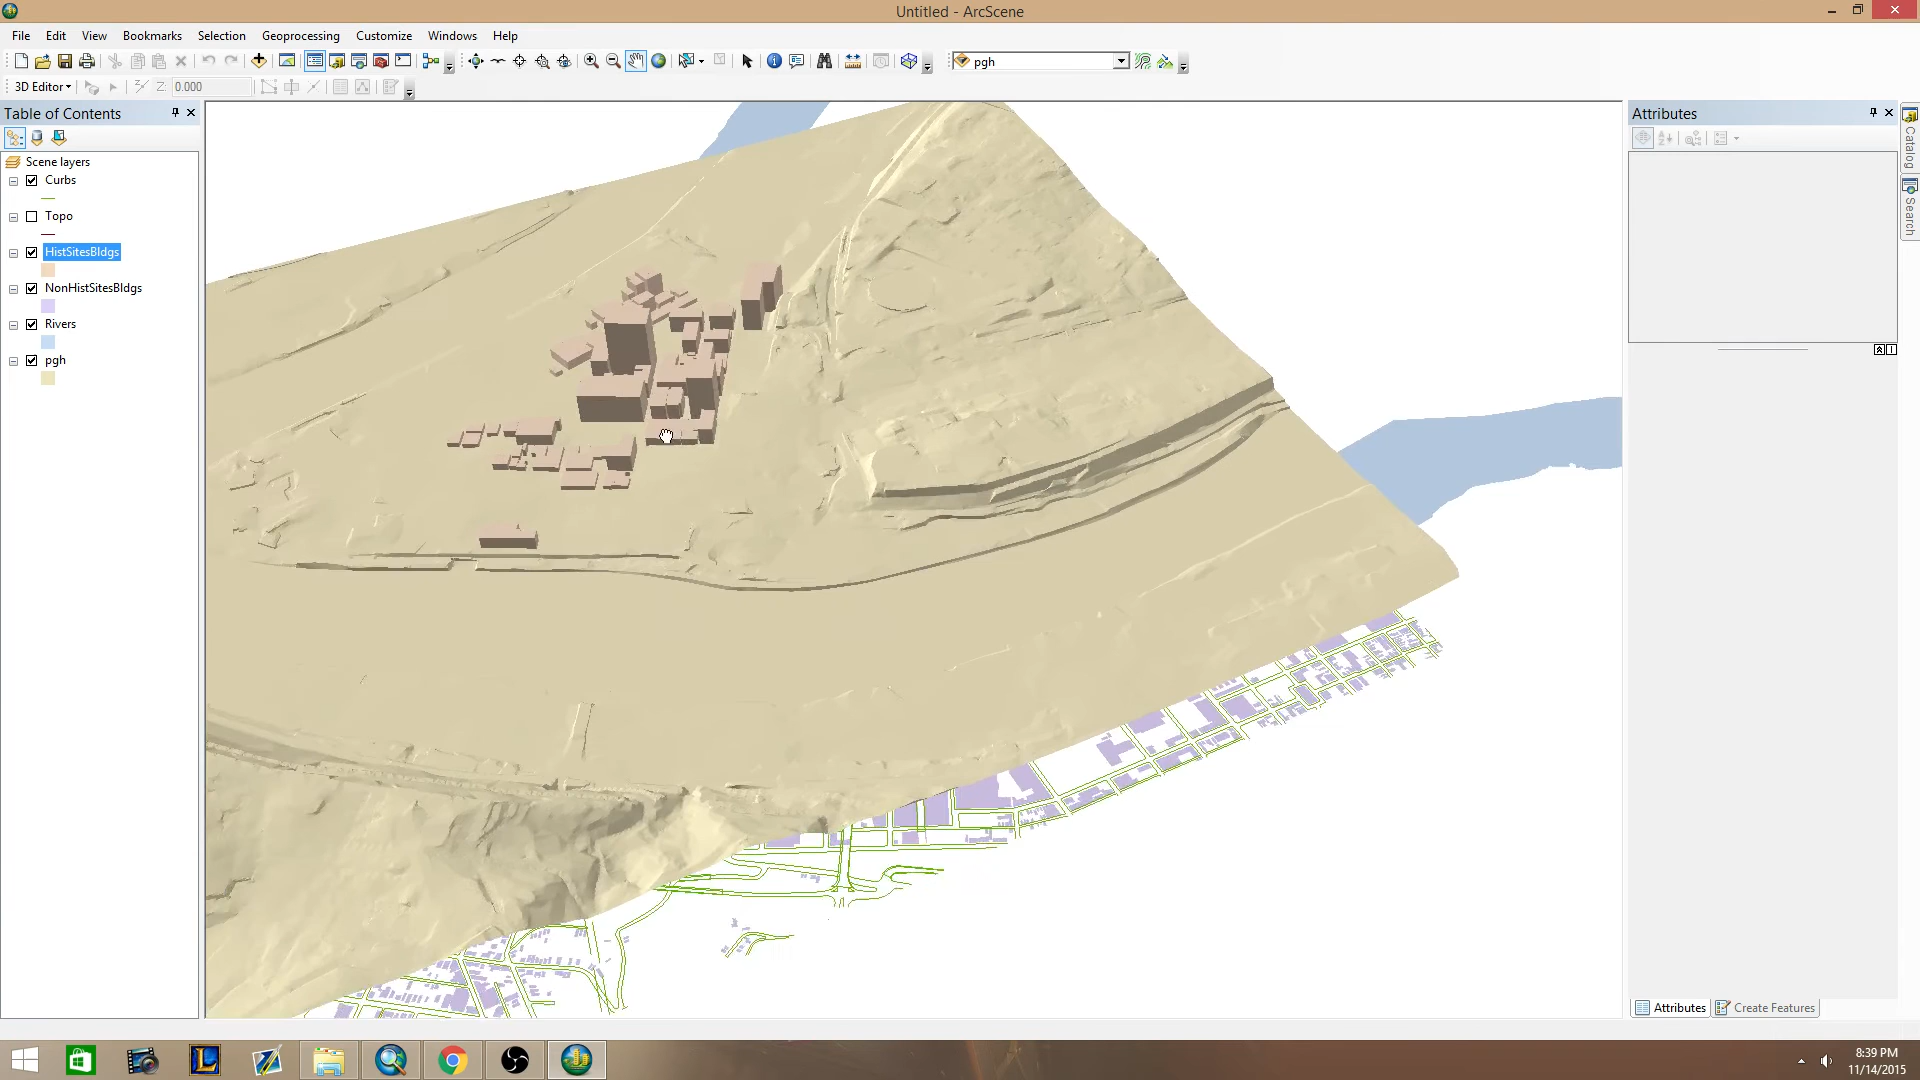 Untitled - ArcScene
File Edit View Bookmarks Selection Geoprocessing Customize Windows Help
pgh
3D Editor Z: 0.000
Table of Contents
Scene layers
Curbs
Topo
HistSitesBldgs
NonHistSitesBldgs
Rivers
pgh
Attributes
Catalog
Search
Attributes Create Features
8:39 PM
11/14/2015